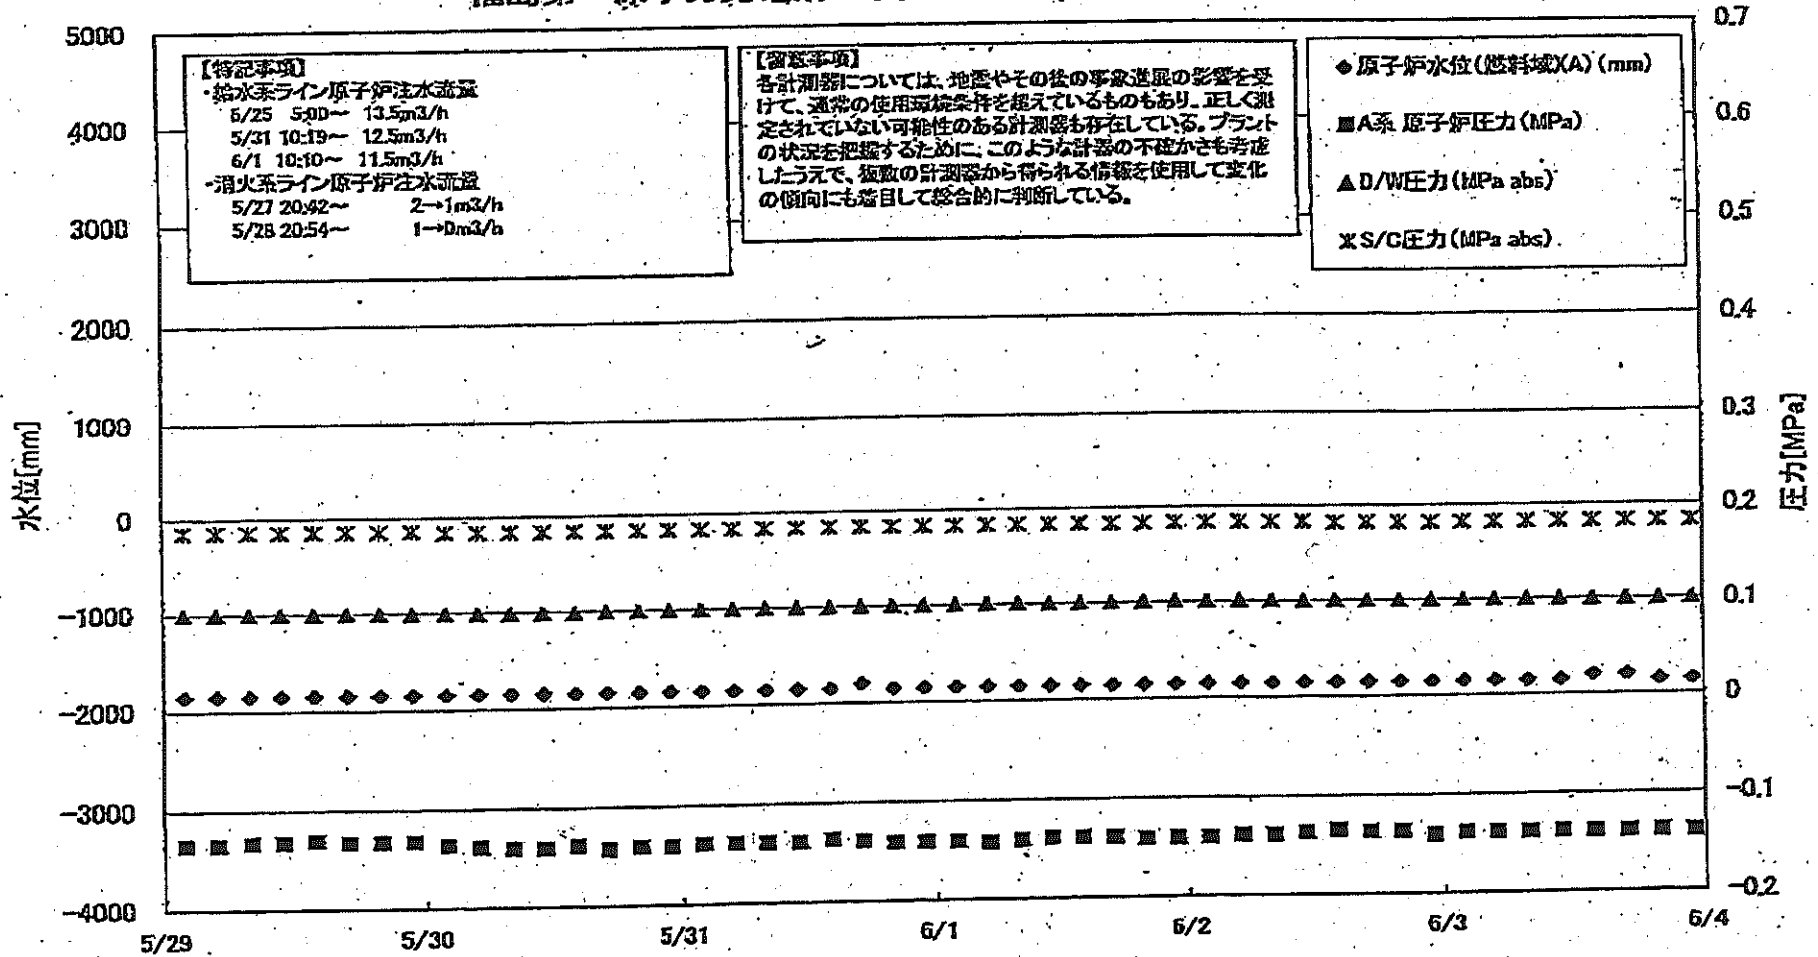 5000
4000
3000
2000
1000
0
-1000
-2000
-3000
-4000
水位[mm]
【特記事項】
・給水系ライン原子炉注水流量
5/25 5:00～ 13.5m3/h
5/31 10:19～ 12.5m3/h
6/1 10:10～ 11.5m3/h
・消火系ライン原子炉注水流量
5/27 20:42～ 2→1m3/h
5/28 20:54～ 1→0m3/h
【留意事項】
各計測器については、地震やその後の事象進展の影響を受
けて、通常の使用環境条件を超えているものもあり、正しく測
定されていない可能性のある計測器も存在している。プラント
の状況を把握するために、このような計器の不確かさも考慮
したうえで、複数の計測器から得られる情報を使用して変化
の傾向にも着目して総合的に判断している。
◆原子炉水位(燃料域)(A)(mm)
■A系 原子炉圧力(MPa)
▲D/W圧力(MPa abs)
※S/C圧力(MPa abs)
0.7
0.6
0.5
0.4
0.3
0.2
0.1
0
-0.1
-0.2
圧力[MPa]
5/29
5/30
5/31
6/1
6/2
6/3
6/4